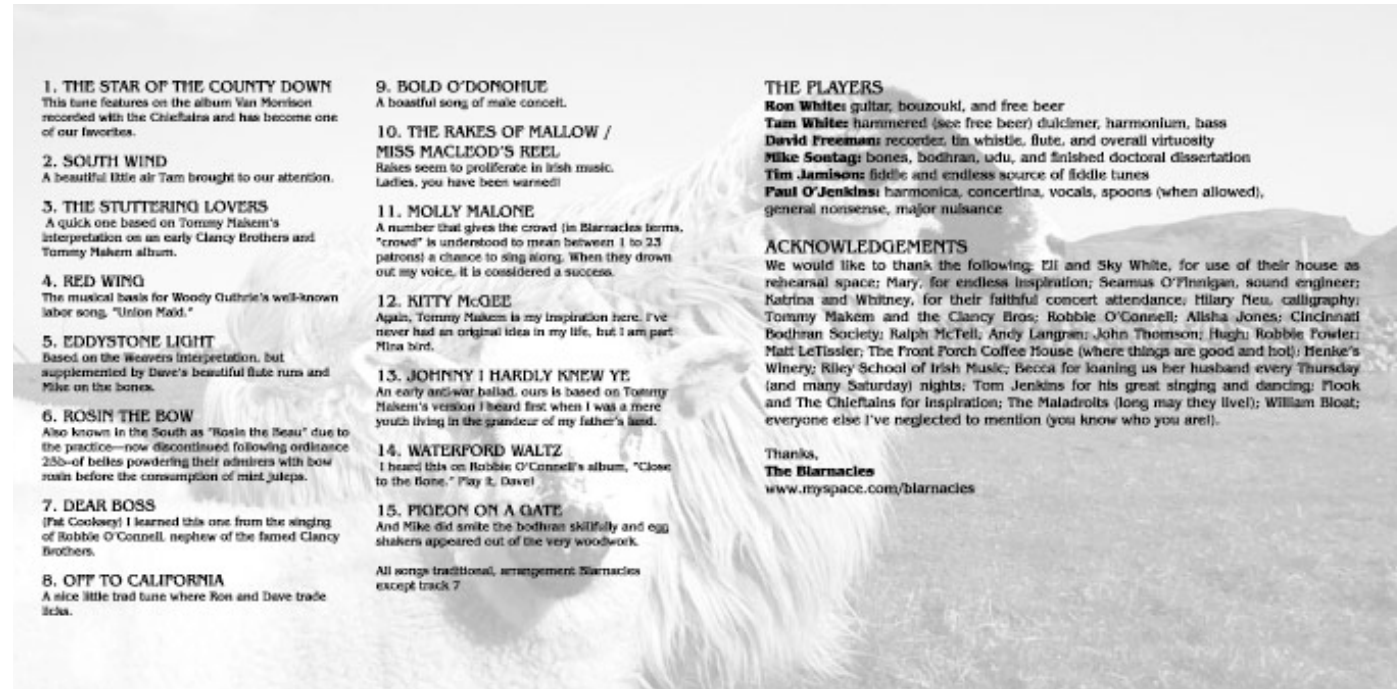 1. THE STAR OF THE COUNTY DOWN
This tune features on the album Van Morrison
recorded with the Chieftains and has become one
of our favorites.
2. SOUTH WIND
A beautiful little air Tam brought to our attention.
3. THE STUTTERING LOVERS
A quick one based on Tommy Makem's
interpretation on an early Clancy Brothers and
Tommy Makem album.
4. RED WING
The musical basis for Woody Guthrie's well-known
labor song, "Union Maid."
5. EDDYSTONE LIGHT
Based on the Weavers interpretation, but
supplemented by Dave's beautiful flute runs and
Mike on the bones.
6. ROSIN THE BOW
Also known in the South as "Rosin the Beau" due to
the practice—now discontinued following ordinance
25b-of belles powdering their admirers with bow
rosin before the consumption of mint juleps.
7. DEAR BOSS
(Pat Cooksey) I learned this one from the singing
of Robbie O'Connell, nephew of the famed Clancy
Brothers.
8. OFF TO CALIFORNIA
A nice little trad tune where Ron and Dave trade
licks.
9. BOLD O'DONOHUE
A boastful song of male conceit.
10. THE RAKES OF MALLOW /
MISS MACLEOD'S REEL
Rakes seem to proliferate in Irish music.
Ladies, you have been warned!
11. MOLLY MALONE
A number that gives the crowd (in Blarnacles terms,
"crowd" is understood to mean between 1 to 23
patrons) a chance to sing along. When they drown
out my voice, it is considered a success.
12. KITTY McGEE
Again, Tommy Makem is my inspiration here. I've
never had an original idea in my life, but I am part
Mina bird.
13. JOHNNY I HARDLY KNEW YE
An early anti-war ballad, ours is based on Tommy
Makem's version I heard first when I was a mere
youth living in the grandeur of my father's land.
14. WATERFORD WALTZ
I heard this on Robbie O'Connell's album, "Close
to the Bone." Play it, Dave!
15. PIGEON ON A GATE
And Mike did smite the bodhran skillfully and egg
shakers appeared out of the very woodwork.
All songs traditional, arrangement Blarnacles
except track 7
THE PLAYERS
Ron White: guitar, bouzouki, and free beer
Tam White: hammered (see free beer) dulcimer, harmonium, bass
David Freeman: recorder, tin whistle, flute, and overall virtuosity
Mike Sontag: bones, bodhran, udu, and finished doctoral dissertation
Tim Jamison: fiddle and endless source of fiddle tunes
Paul O'Jenkins: harmonica, concertina, vocals, spoons (when allowed),
general nonsense, major nuisance
ACKNOWLEDGEMENTS
We would like to thank the following: Eli and Sky White, for use of their house as
rehearsal space; Mary, for endless inspiration; Seamus O'Finnigan, sound engineer;
Katrina and Whitney, for their faithful concert attendance; Hilary Neu, calligraphy;
Tommy Makem and the Clancy Bros; Robbie O'Connell; Alisha Jones; Cincinnati
Bodhran Society; Ralph McTell; Andy Langran; John Thomson; Hugh; Robbie Fowler;
Matt LeTissier; The Front Porch Coffee House (where things are good and hot); Henke's
Winery; Riley School of Irish Music; Becca for loaning us her husband every Thursday
(and many Saturday) nights; Tom Jenkins for his great singing and dancing; Flook
and The Chieftains for inspiration; The Maladroits (long may they live!); William Bloat;
everyone else I've neglected to mention (you know who you are!).
Thanks,
The Blarnacles
www.myspace.com/blarnacles